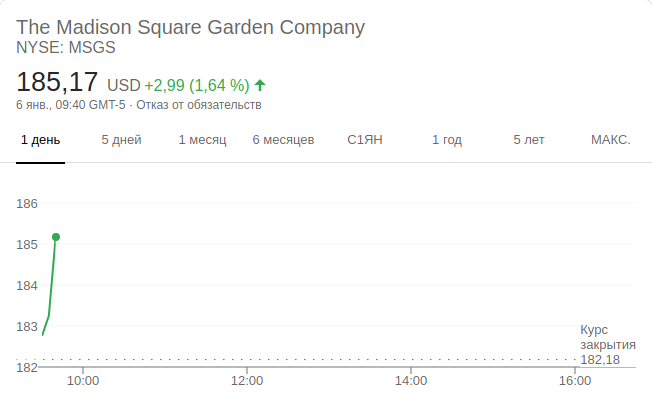 The Madison Square Garden Company
NYSE: MSGS
185,17 USD +2,99 (1,64 %)
6 янв., 09:40 GMT-5 · Отказ от обязательств
1 день 5 дней 1 месяц 6 месяцев С1ЯН 1 год 5 лет МАКС.
186
185
184
183
Курс
закрытия
182,18
182
10:00 12:00 14:00 16:00